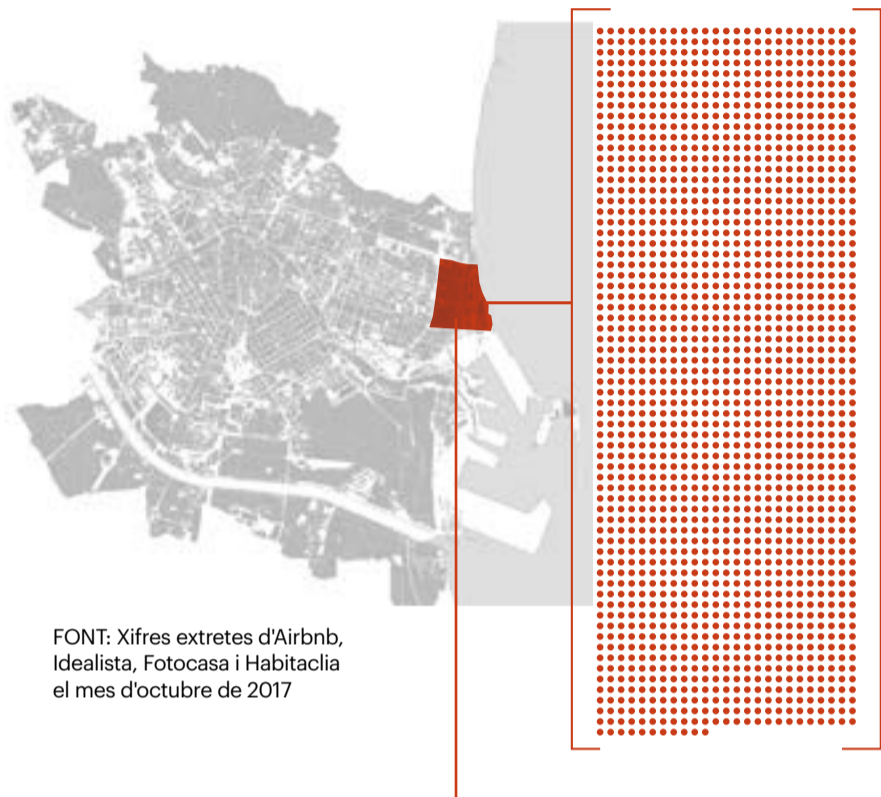 FONT: Xifres extretes d'Airbnb,
Idealista, Fotocasa i Habitaclia
el mes d'octubre de 2017